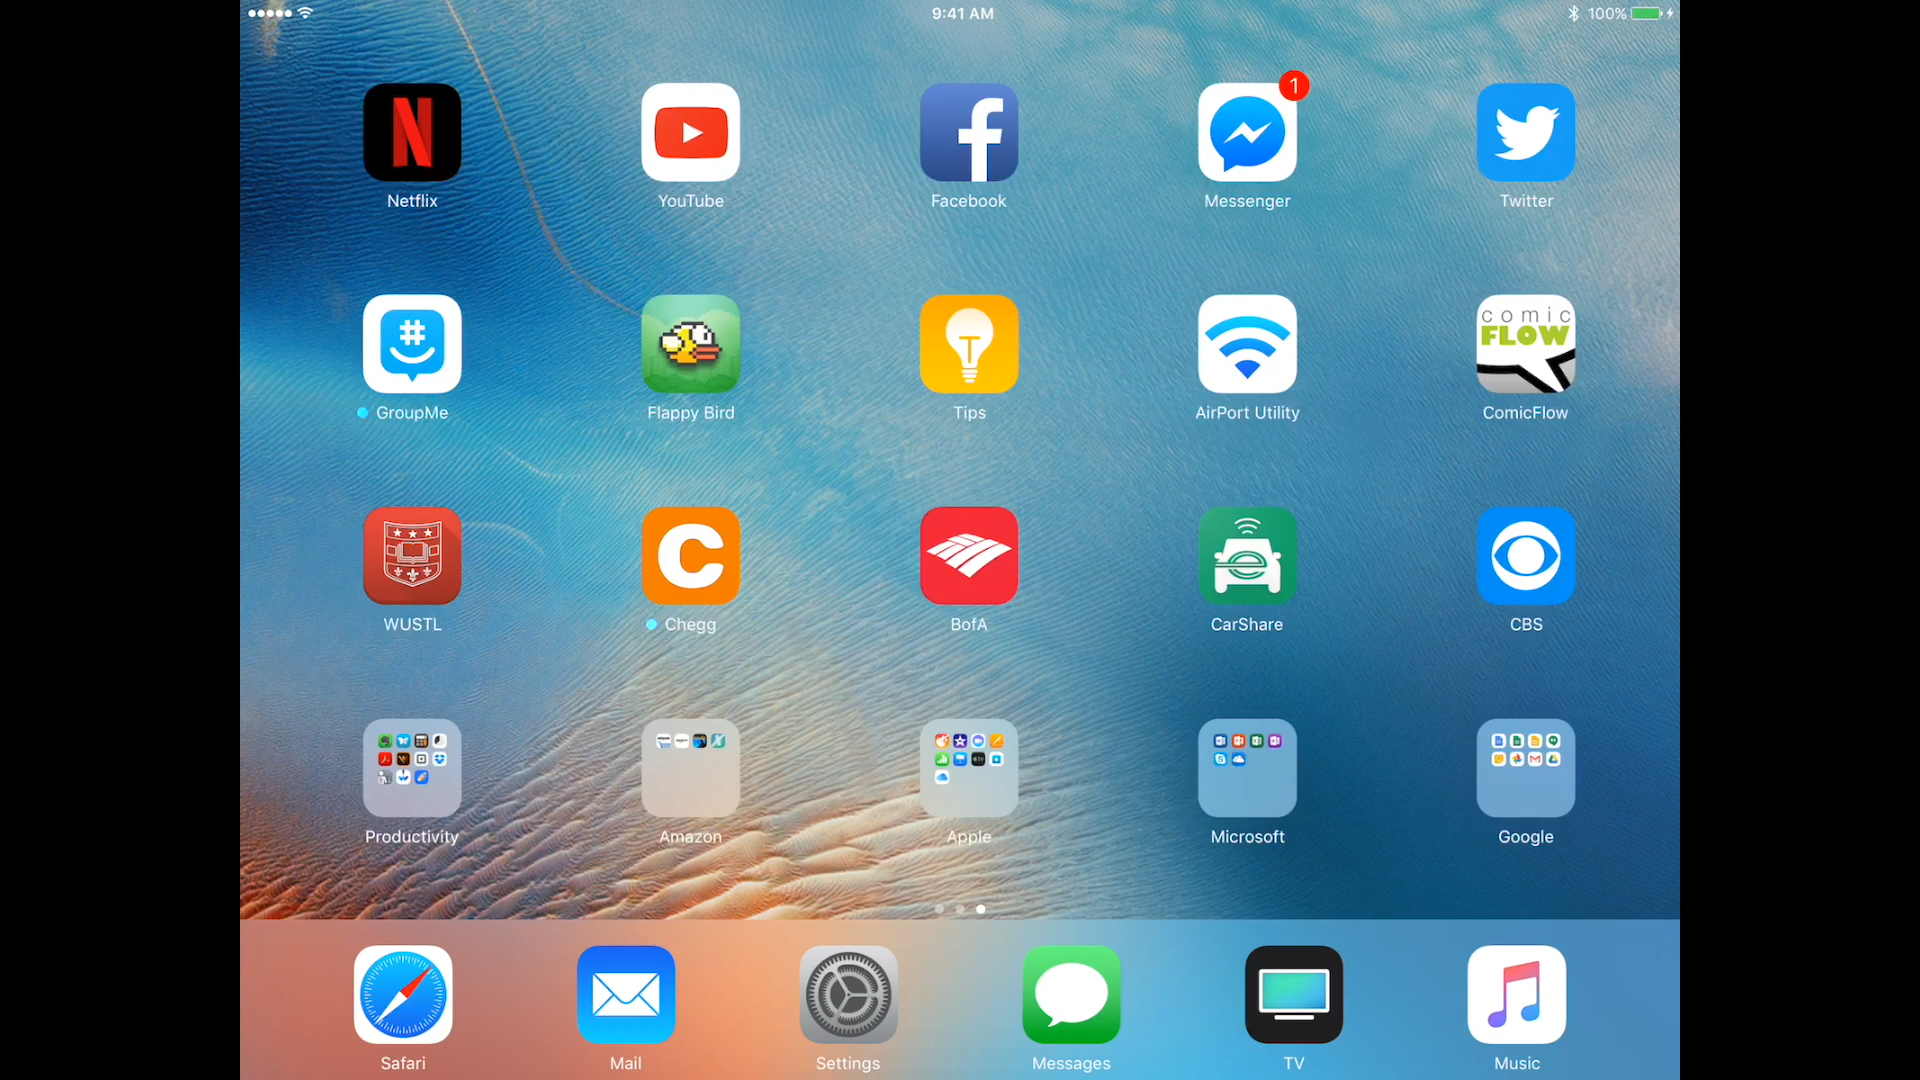 9:41 AM
100%
1
Netflix
YouTube
Facebook
Messenger
Twitter
comic
FLOW
GroupMe
Flappy Bird
Tips
AirPort Utility
ComicFlow
WUSTL
Chegg
BofA
CarShare
CBS
Productivity
Amazon
Apple
Microsoft
Google
Safari
Mail
Settings
Messages
TV
Music